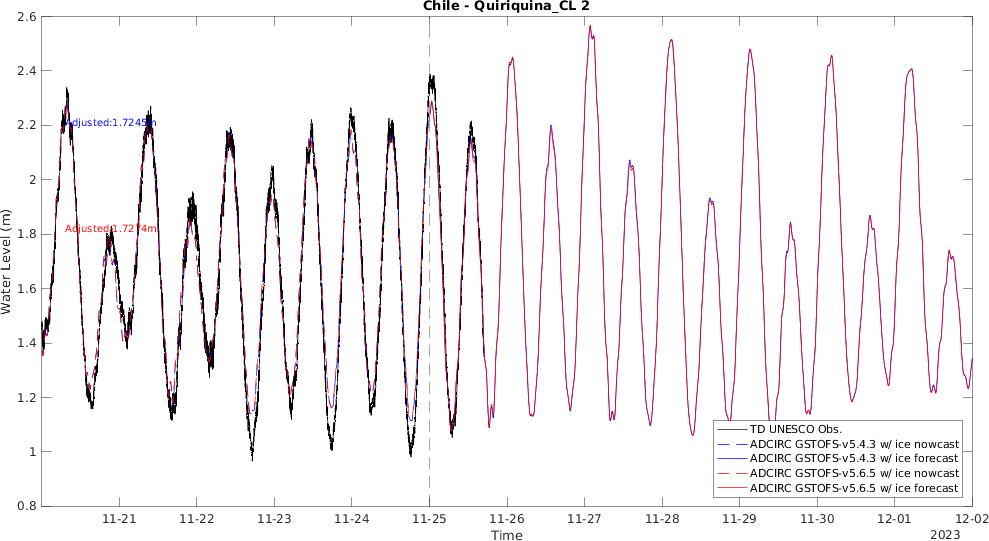 Chile - Quiriquina_CL 2
Water Level (m)
2.6
2.4
2.2
2
1.8
1.6
1.4
1.2
1
0.8
Adjusted:1.7245m
Adjusted:1.7274m
TD UNESCO Obs.
ADCIRC GSTOFS-v5.4.3 w/ ice nowcast
ADCIRC GSTOFS-v5.4.3 w/ ice forecast
ADCIRC GSTOFS-v5.6.5 w/ ice nowcast
ADCIRC GSTOFS-v5.6.5 w/ ice forecast
11-21 11-22 11-23 11-24 11-25 11-26 11-27 11-28 11-29 11-30 12-01 12-02
Time
2023